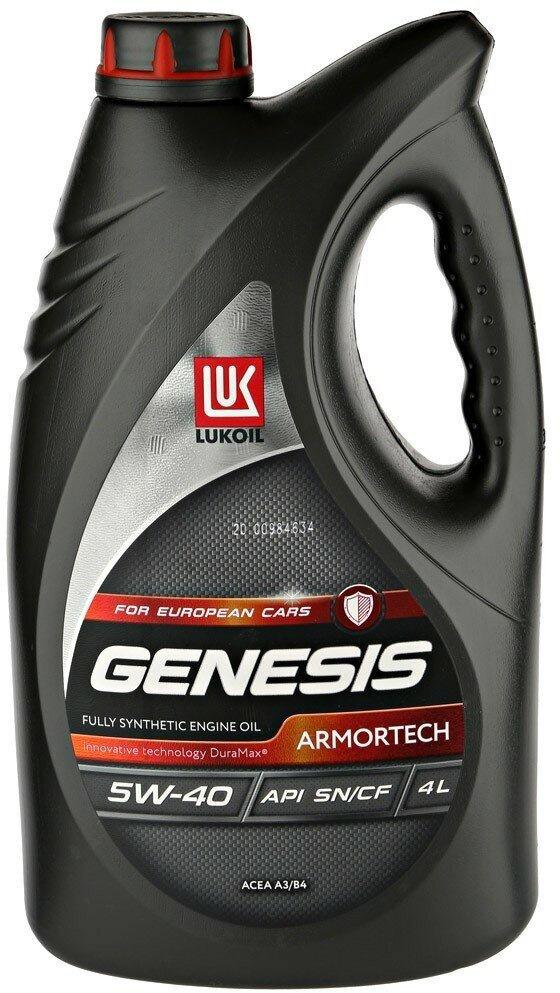 LUK
LUKOIL
20:00984634
FOR EUROPEAN CARS
GENESIS
FULLY SYNTHETIC ENGINE OIL
ARMORTECH
Innovative technology DuraMax®
5W-40 API SN/CF 4L
ACEA A3/B4